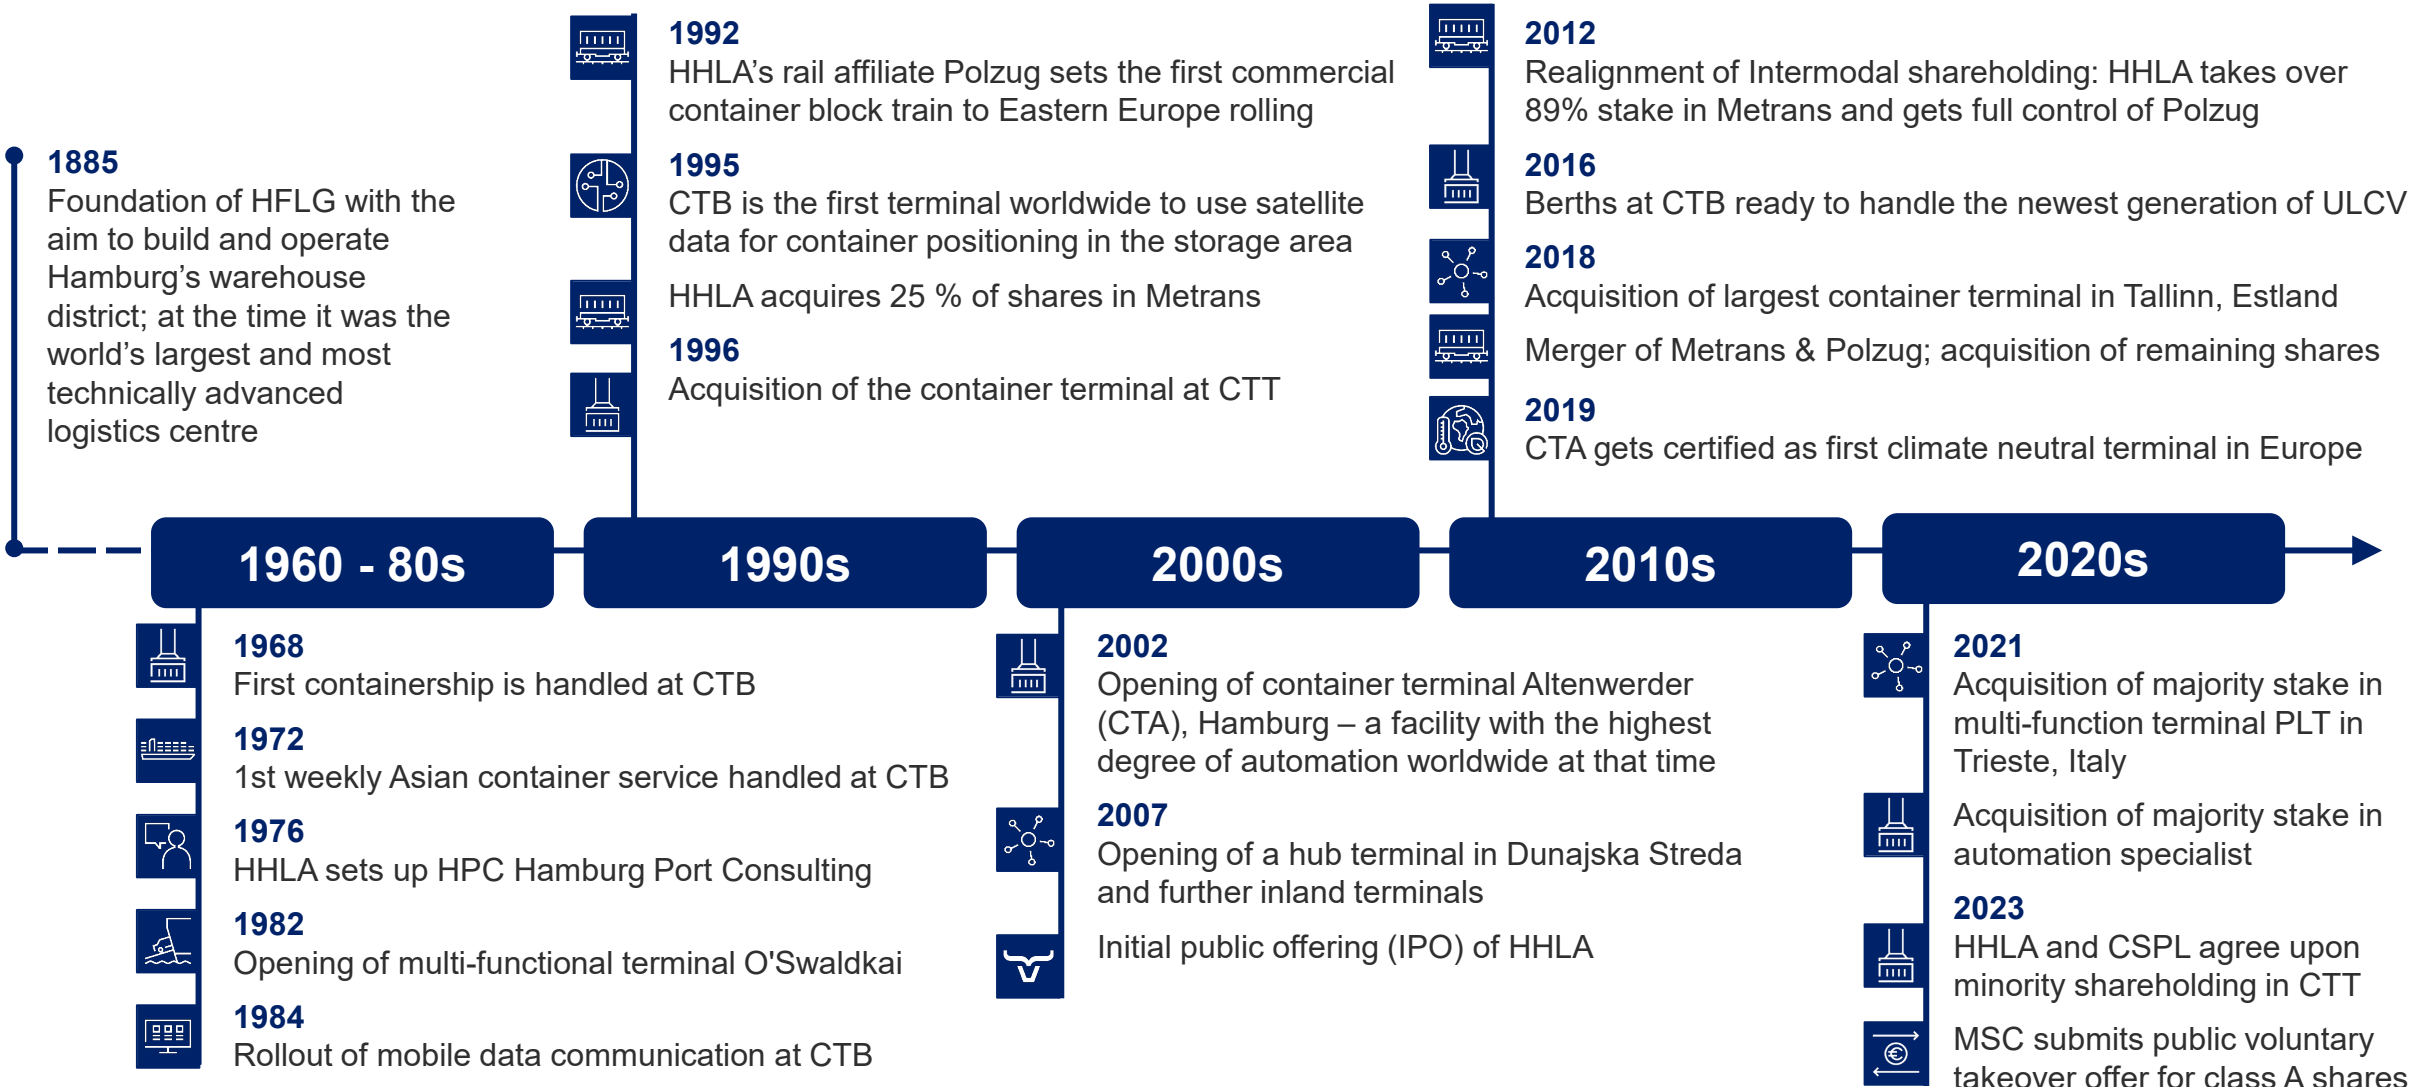 1885
Foundation of HFLG with the
aim to build and operate
Hamburg’s warehouse
district; at the time it was the
world’s largest and most
technically advanced
logistics centre
1992
HHLA’s rail affiliate Polzug sets the first commercial
container block train to Eastern Europe rolling
1995
CTB is the first terminal worldwide to use satellite
data for container positioning in the storage area
HHLA acquires 25 % of shares in Metrans
1996
Acquisition of the container terminal at CTT
2012
Realignment of Intermodal shareholding: HHLA takes over
89% stake in Metrans and gets full control of Polzug
2016
Berths at CTB ready to handle the newest generation of ULCV
2018
Acquisition of largest container terminal in Tallinn, Estland
Merger of Metrans & Polzug; acquisition of remaining shares
2019
CTA gets certified as first climate neutral terminal in Europe
1960 - 80s
1990s
2000s
2010s
2020s
1968
First containership is handled at CTB
1972
1st weekly Asian container service handled at CTB
1976
HHLA sets up HPC Hamburg Port Consulting
1982
Opening of multi-functional terminal O'Swaldkai
1984
Rollout of mobile data communication at CTB
2002
Opening of container terminal Altenwerder
(CTA), Hamburg – a facility with the highest
degree of automation worldwide at that time
2007
Opening of a hub terminal in Dunajska Streda
and further inland terminals
Initial public offering (IPO) of HHLA
2021
Acquisition of majority stake in
multi-function terminal PLT in
Trieste, Italy
Acquisition of majority stake in
automation specialist
2023
HHLA and CSPL agree upon
minority shareholding in CTT
MSC submits public voluntary
takeover offer for class A shares